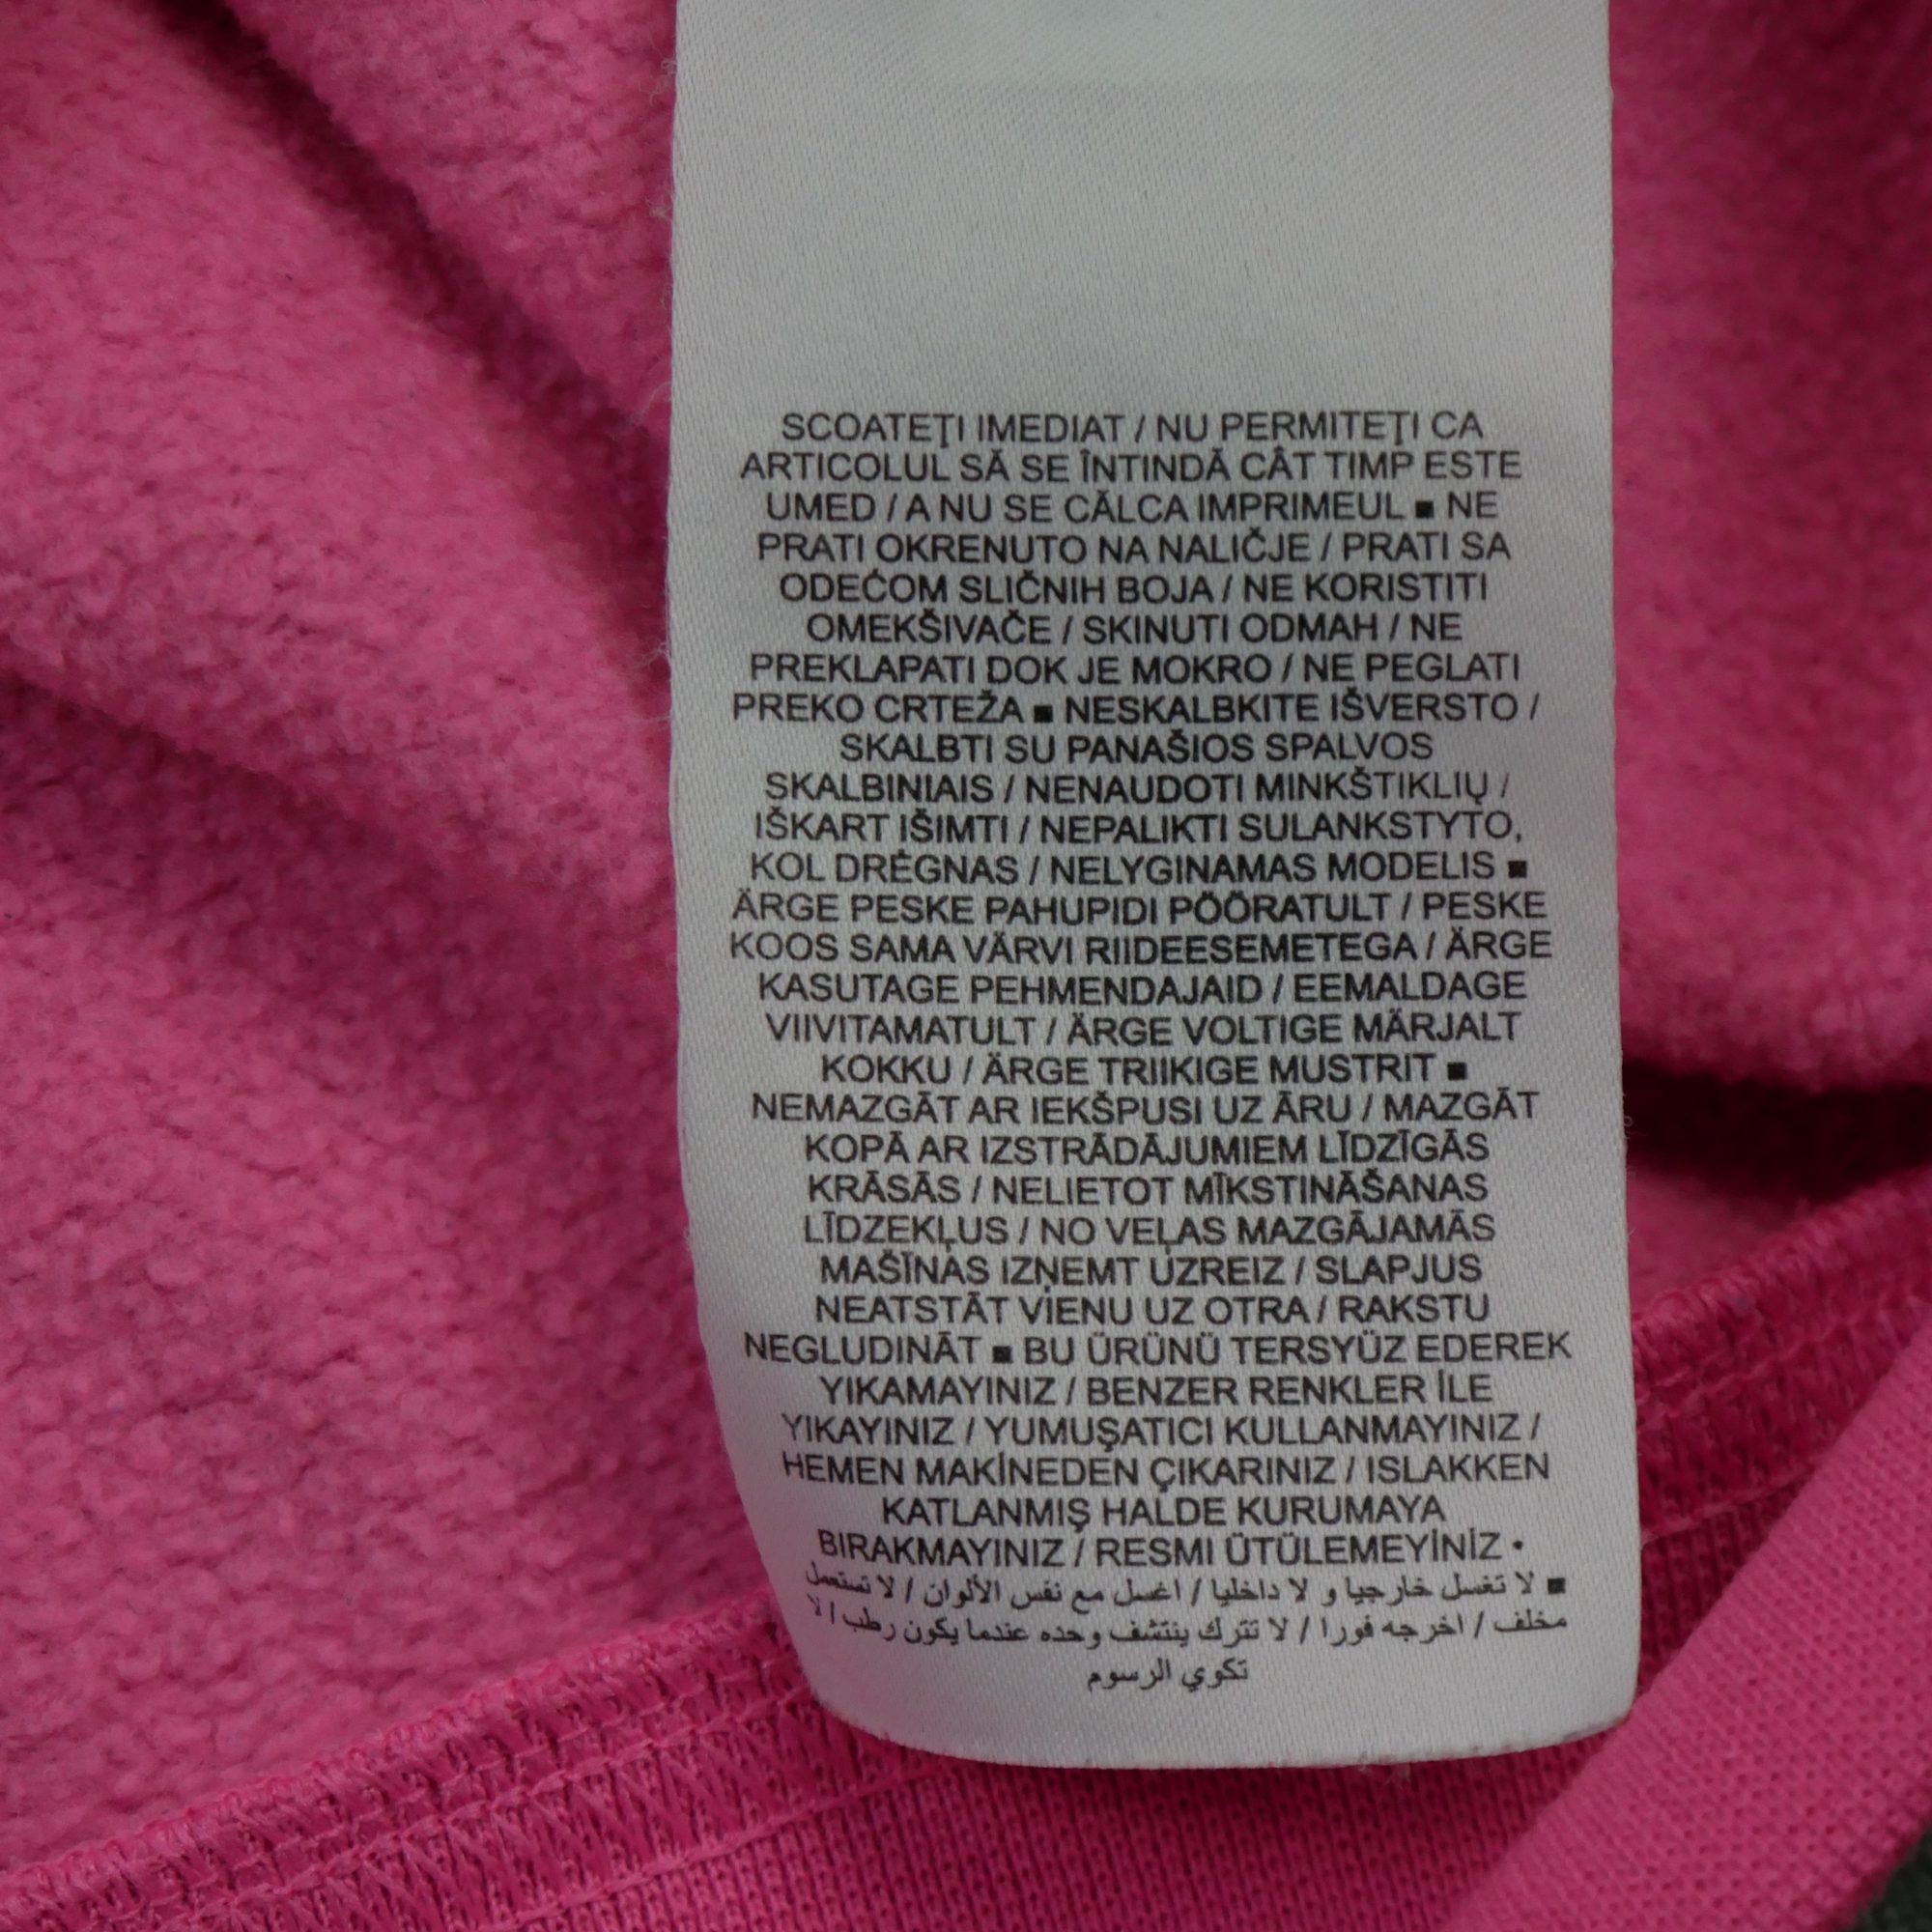 SCOATEŢI IMEDIAT / NU PERMITEŢI CA
ARTICOLUL SĂ SE ÎNTINDĂ CÂT TIMP ESTE
UMED / A NU SE CĂLCA IMPRIMEUL ■ NE
PRATI OKRENUTO NA NALIČJE / PRATI SA
ODEĆOM SLIČNIH BOJA / NE KORISTITI
OMEKŠIVAČE / SKINUTI ODMAH / NE
PREKLAPATI DOK JE MOKRO / NE PEGLATI
PREKO CRTEŽA ■ NESKALBKITE IŠVERSTO /
SKALBTI SU PANAŠIOS SPALVOS
SKALBINIAIS / NENAUDOTI MINKŠTIKLIŲ /
IŠKART IŠIMTI / NEPALIKTI SULANKSTYTO,
KOL DRĖGNAS / NELYGINAMAS MODELIS ■
ÄRGE PESKE PAHUPIDI PÖÖRATULT / PESKE
KOOS SAMA VÄRVI RIIDEESEMETEGA / ÄRGE
KASUTAGE PEHMENDAJAID / EEMALDAGE
VIIVITAMATULT / ÄRGE VOLTIGE MÄRJALT
KOKKU / ÄRGE TRIIKIGE MUSTRIT ■
NEMAZGĀT AR IEKŠPUSI UZ ĀRU / MAZGĀT
KOPĀ AR IZSTRĀDĀJUMIEM LĪDZĪGĀS
KRĀSĀS / NELIETOT MĪKSTINĀŠANAS
LĪDZEKĻUS / NO VEĻAS MAZGĀJAMĀS
MAŠĪNAS IZŅEMT UZREIZ / SLAPJUS
NEATSTĀT VIENU UZ OTRA / RAKSTU
NEGLUDINĀT ■ BU ÜRÜNÜ TERSYÜZ EDEREK
YIKAMAYINIZ / BENZER RENKLER İLE
YIKAYINIZ / YUMUŞATICI KULLANMAYINIZ /
HEMEN MAKİNEDEN ÇIKARINIZ / ISLAKKEN
KATLANMIŞ HALDE KURUMAYA
BIRAKMAYINIZ / RESMI ÜTÜLEMEYİNİZ •
■ لا تغسل خارجيا و لا داخليا / اغسل مع نفس الألوان / لا تستعمل
مخلف / اخرجه فورا / لا تترك ينتشف وحده عندما يكون رطب / لا
تكوي الرسوم